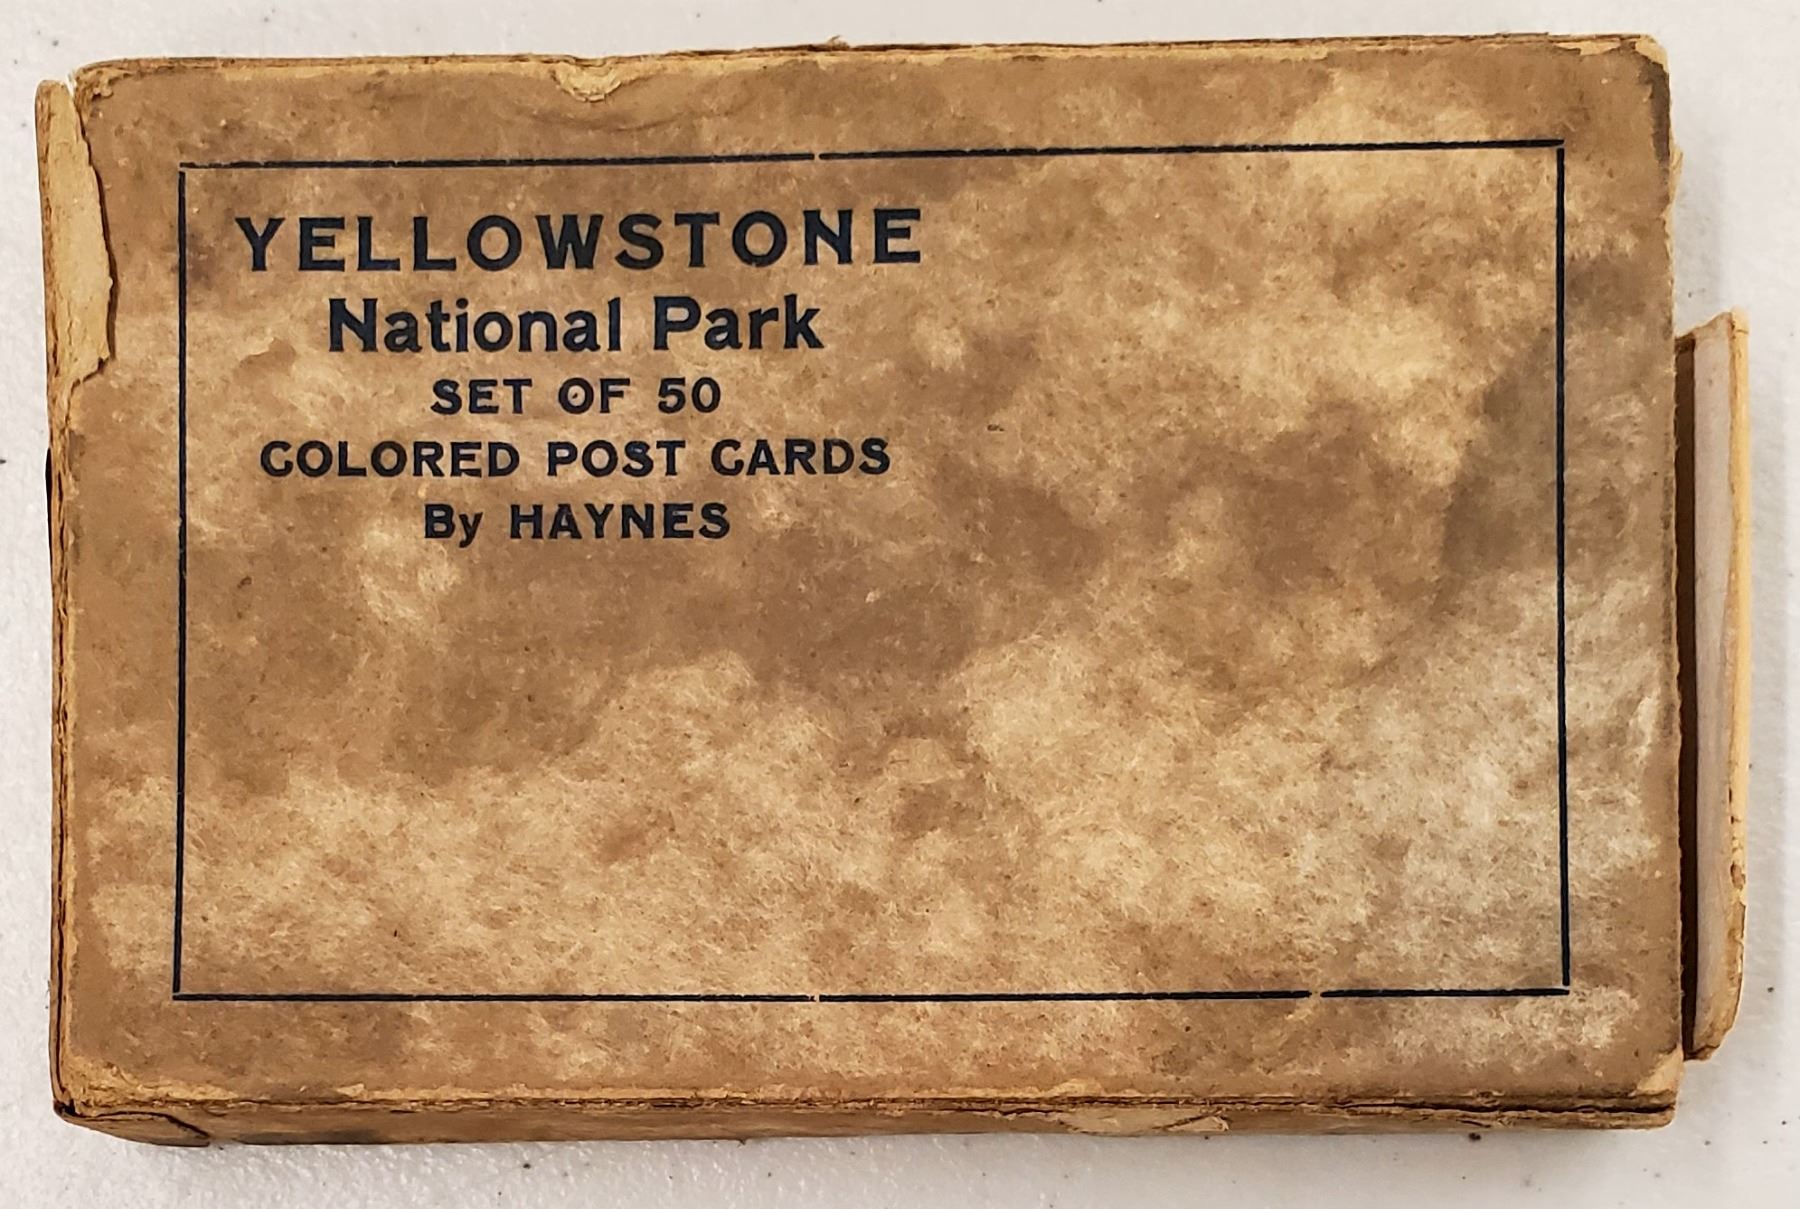 YELLOWSTONE
National Park
SET OF 50
COLORED POST CARDS
By HAYNES